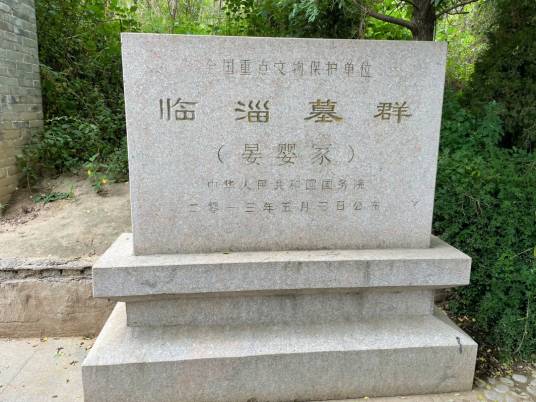 全国重点文物保护单位
临淄墓群
（晏婴冢）
中华人民共和国国务院
二零一三年五月三日公布